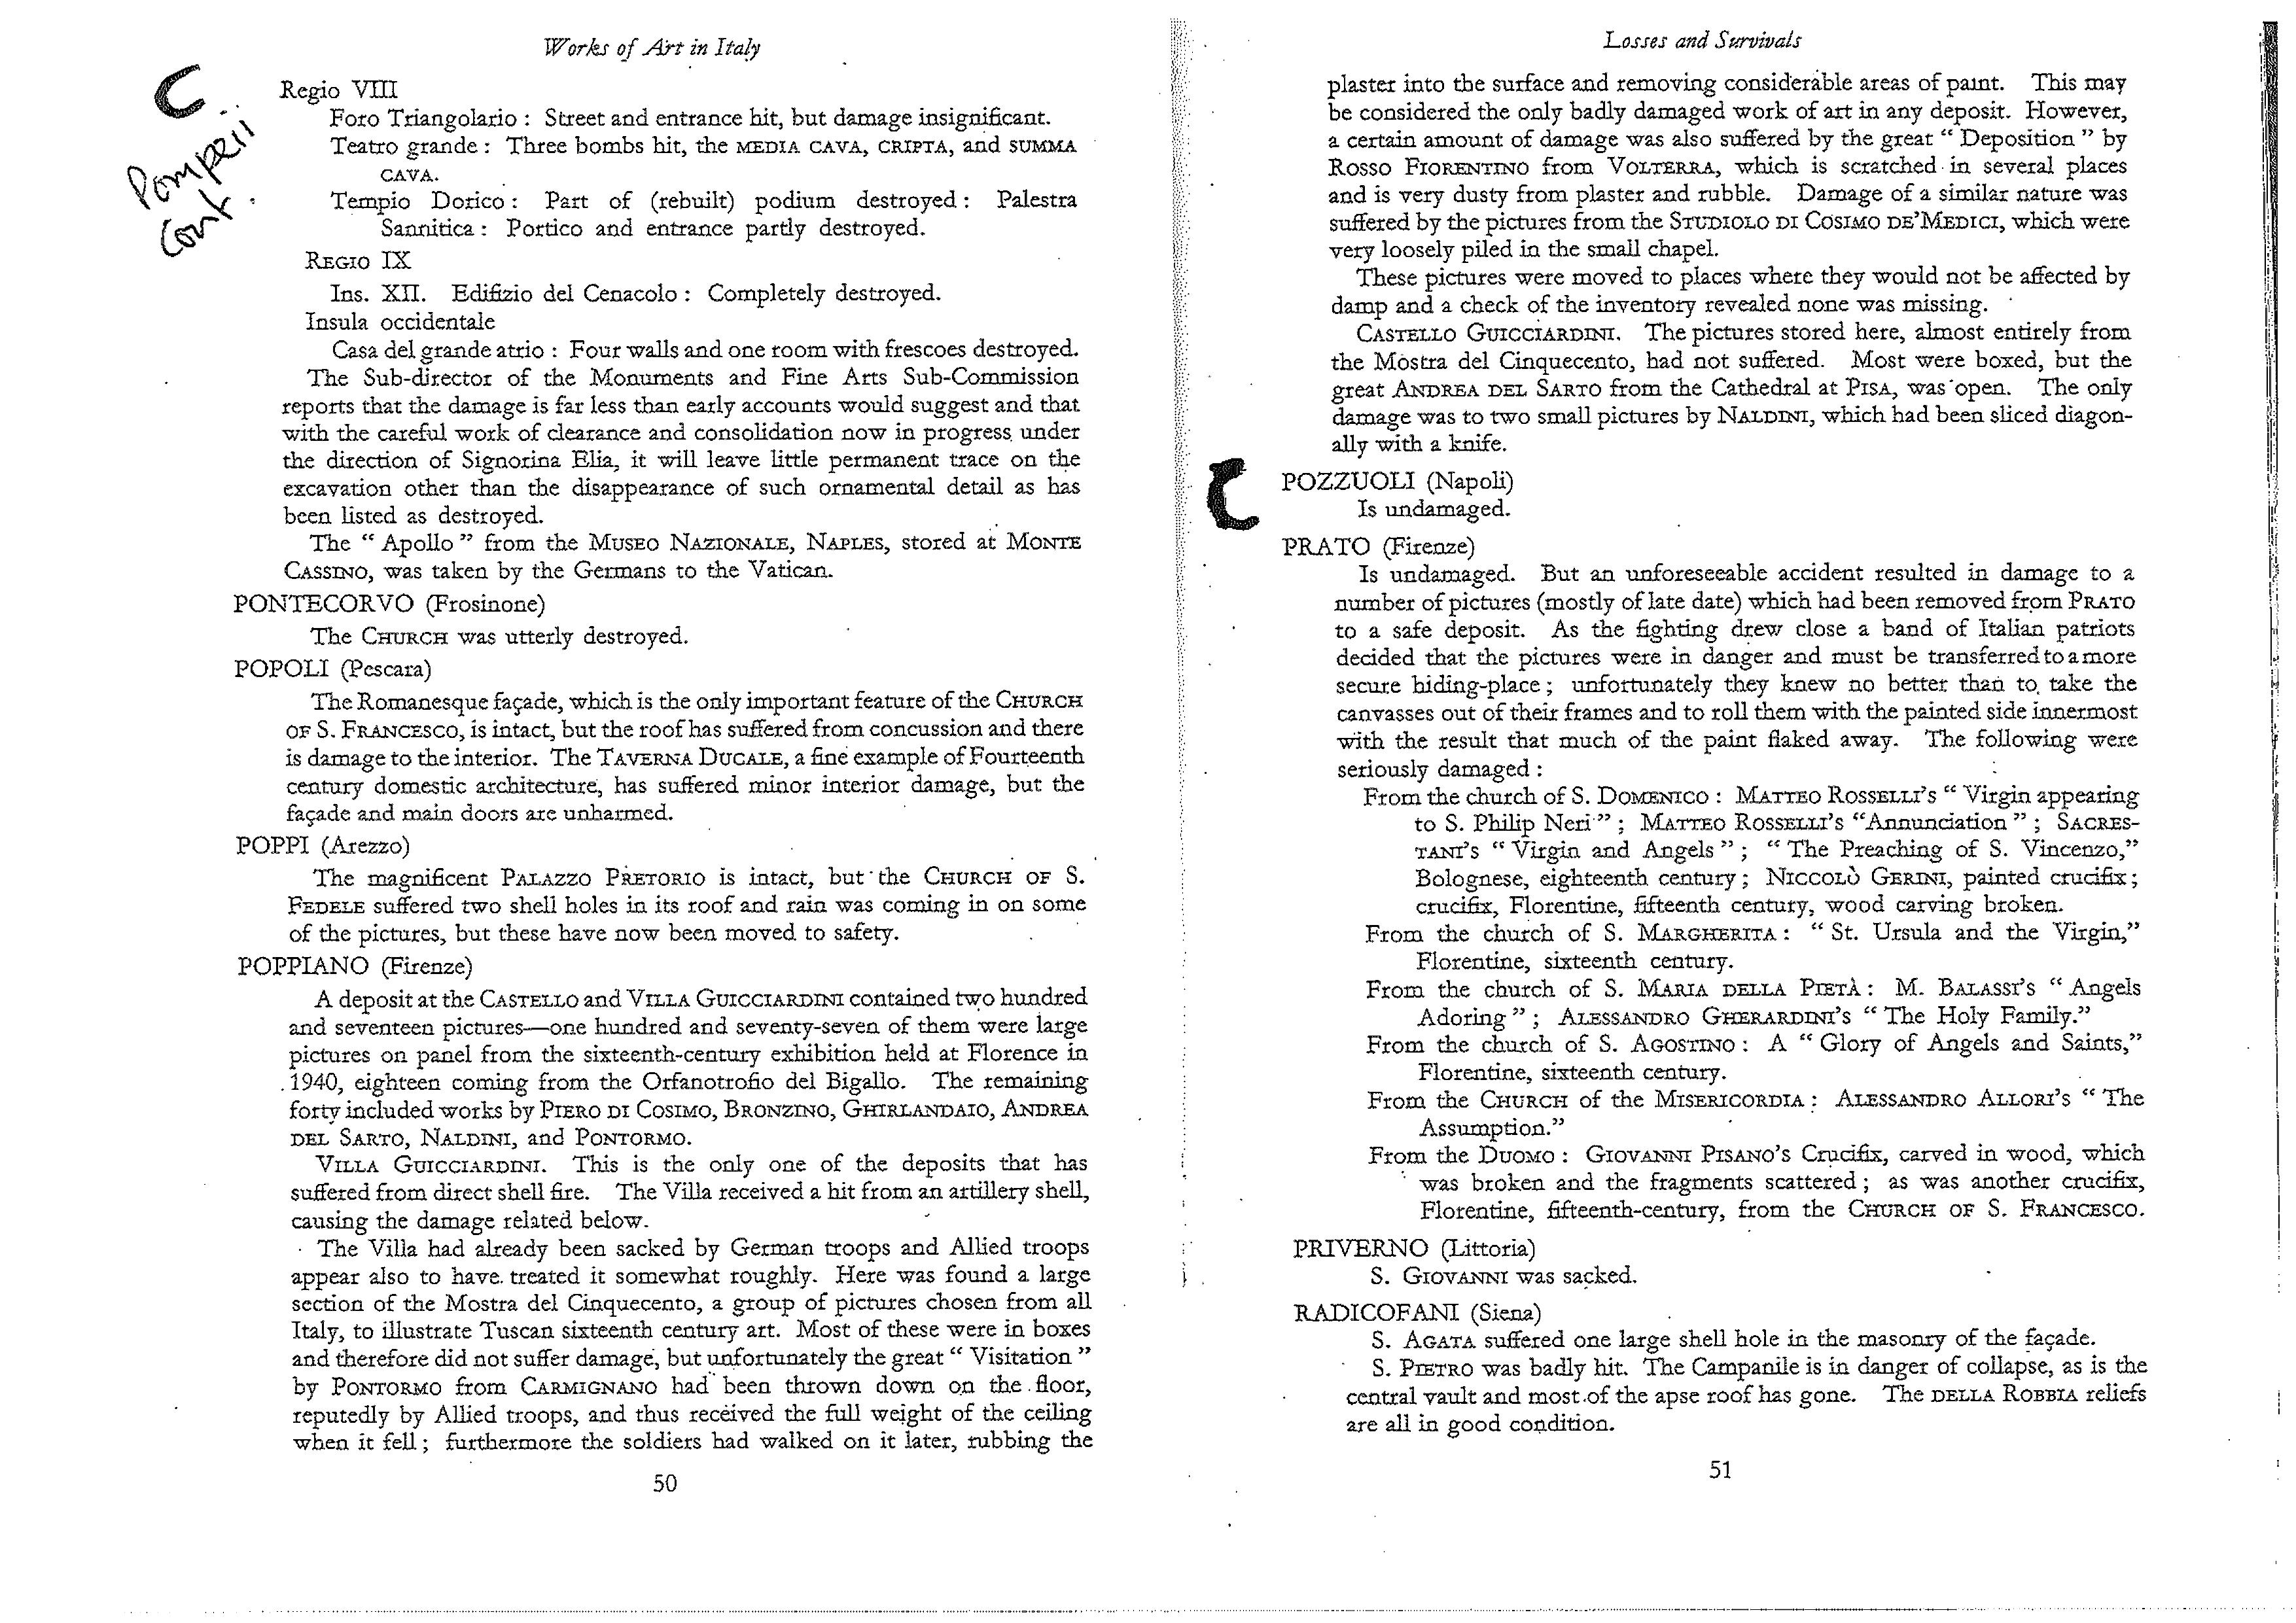 Works of Art in Italy
C
Pompeii
cont.
Regio VIII
Foro Triangolario : Street and entrance hit, but damage insignificant.
Teatro grande : Three bombs hit, the MEDIA CAVA, CRIPTA, and SUMMA
CAVA.
Tempio Dorico : Part of (rebuilt) podium destroyed : Palestra
Sannitica : Portico and entrance partly destroyed.
REGIO IX
Ins. XII. Edifizio del Cenacolo : Completely destroyed.
Insula occidentale
Casa del grande atrio : Four walls and one room with frescoes destroyed.
The Sub-director of the Monuments and Fine Arts Sub-Commission
reports that the damage is far less than early accounts would suggest and that
with the careful work of clearance and consolidation now in progress under
the direction of Signorina Elia, it will leave little permanent trace on the
excavation other than the disappearance of such ornamental detail as has
been listed as destroyed.
The “ Apollo ” from the MUSEO NAZIONALE, NAPLES, stored at MONTE
CASSINO, was taken by the Germans to the Vatican.
PONTECORVO (Frosinone)
The CHURCH was utterly destroyed.
POPOLI (Pescara)
The Romanesque façade, which is the only important feature of the CHURCH
OF S. FRANCESCO, is intact, but the roof has suffered from concussion and there
is damage to the interior. The TAVERNA DUCALE, a fine example of Fourteenth
century domestic architecture, has suffered minor interior damage, but the
façade and main doors are unharmed.
POPPI (Arezzo)
The magnificent PALAZZO PRETORIO is intact, but the CHURCH OF S.
FEDELE suffered two shell holes in its roof and rain was coming in on some
of the pictures, but these have now been moved to safety.
POPPIANO (Firenze)
A deposit at the CASTELLO and VILLA GUICCIARDINI contained two hundred
and seventeen pictures—one hundred and seventy-seven of them were large
pictures on panel from the sixteenth-century exhibition held at Florence in
1940, eighteen coming from the Orfanotrofio del Bigallo. The remaining
forty included works by PIERO DI COSIMO, BRONZINO, GHIRLANDAIO, ANDREA
DEL SARTO, NALDINI, and PONTORMO.
VILLA GUICCIARDINI. This is the only one of the deposits that has
suffered from direct shell fire. The Villa received a hit from an artillery shell,
causing the damage related below.
The Villa had already been sacked by German troops and Allied troops
appear also to have treated it somewhat roughly. Here was found a large
section of the Mostra del Cinquecento, a group of pictures chosen from all
Italy, to illustrate Tuscan sixteenth century art. Most of these were in boxes
and therefore did not suffer damage, but unfortunately the great “ Visitation ”
by PONTORMO from CARMIGNANO had been thrown down on the floor,
reputedly by Allied troops, and thus received the full weight of the ceiling
when it fell ; furthermore the soldiers had walked on it later, rubbing the
50
Losses and Survivals
plaster into the surface and removing considerable areas of paint. This may
be considered the only badly damaged work of art in any deposit. However,
a certain amount of damage was also suffered by the great “ Deposition ” by
ROSSO FIORENTINO from VOLTERRA, which is scratched in several places
and is very dusty from plaster and rubble. Damage of a similar nature was
suffered by the pictures from the STUDIOLO DI COSIMO DE’MEDICI, which were
very loosely piled in the small chapel.
These pictures were moved to places where they would not be affected by
damp and a check of the inventory revealed none was missing.
CASTELLO GUICCIARDINI. The pictures stored here, almost entirely from
the Mostra del Cinquecento, had not suffered. Most were boxed, but the
great ANDREA DEL SARTO from the Cathedral at PISA, was open. The only
damage was to two small pictures by NALDINI, which had been sliced diagon-
ally with a knife.
C
POZZUOLI (Napoli)
Is undamaged.
PRATO (Firenze)
Is undamaged. But an unforeseeable accident resulted in damage to a
number of pictures (mostly of late date) which had been removed from PRATO
to a safe deposit. As the fighting drew close a band of Italian patriots
decided that the pictures were in danger and must be transferred to a more
secure hiding-place ; unfortunately they knew no better than to take the
canvasses out of their frames and to roll them with the painted side innermost
with the result that much of the paint flaked away. The following were
seriously damaged :
From the church of S. DOMENICO : MATTEO ROSSELLI’S “ Virgin appearing
to S. Philip Neri ” ; MATTEO ROSSELLI’S “Annunciation ” ; SACRES-
TANI’S “ Virgin and Angels ” ; “ The Preaching of S. Vincenzo,”
Bolognese, eighteenth century ; NICCOLÒ GERINI, painted crucifix ;
crucifix, Florentine, fifteenth century, wood carving broken.
From the church of S. MARGHERITA : “ St. Ursula and the Virgin,”
Florentine, sixteenth century.
From the church of S. MARIA DELLA PIETÀ : M. BALASSI’S “ Angels
Adoring ” ; ALESSANDRO GHERARDINI’S “ The Holy Family.”
From the church of S. AGOSTINO : A “ Glory of Angels and Saints,”
Florentine, sixteenth century.
From the CHURCH of the MISERICORDIA : ALESSANDRO ALLORI’S “ The
Assumption.”
From the DUOMO : GIOVANNI PISANO’S Crucifix, carved in wood, which
was broken and the fragments scattered ; as was another crucifix,
Florentine, fifteenth-century, from the CHURCH OF S. FRANCESCO.
PRIVERNO (Littoria)
S. GIOVANNI was sacked.
RADICOFANI (Siena)
S. AGATA suffered one large shell hole in the masonry of the façade.
S. PIETRO was badly hit. The Campanile is in danger of collapse, as is the
central vault and most of the apse roof has gone. The DELLA ROBBIA reliefs
are all in good condition.
51